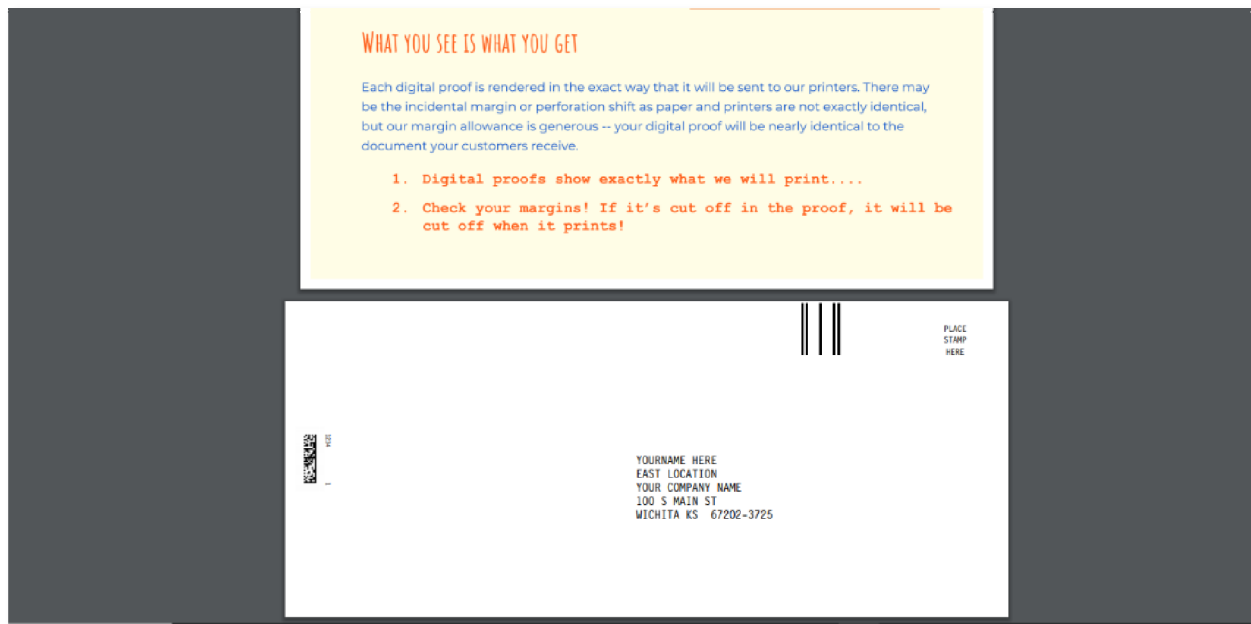 WHAT YOU SEE IS WHAT YOU GET
Each digital proof is rendered in the exact way that it will be sent to our printers. There may
be the incidental margin or perforation shift as paper and printers are not exactly identical,
but our margin allowance is generous -- your digital proof will be nearly identical to the
document your customers receive.
1. Digital proofs show exactly what we will print....
2. Check your margins! If it's cut off in the proof, it will be
cut off when it prints!
PLACE
STAMP
HERE
1234
1
YOURNAME HERE
EAST LOCATION
YOUR COMPANY NAME
100 S MAIN ST
WICHITA KS 67202-3725